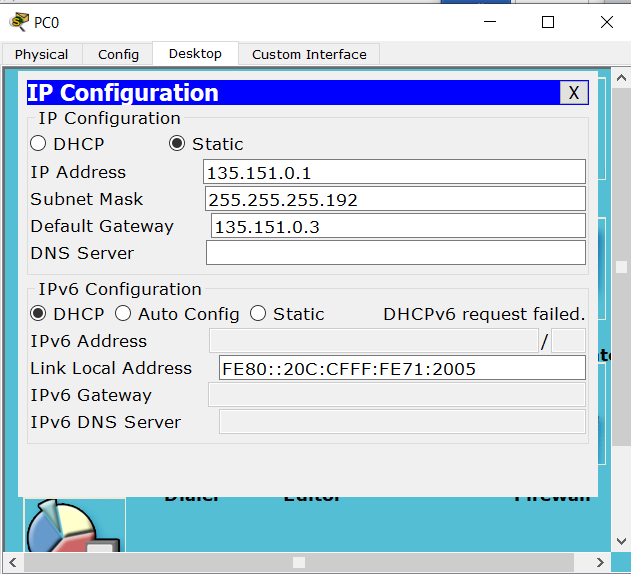 PC0
Physical Config Desktop Custom Interface
IP Configuration X
IP Configuration
DHCP Static
IP Address 135.151.0.1
Subnet Mask 255.255.255.192
Default Gateway 135.151.0.3
DNS Server
IPv6 Configuration
DHCP Auto Config Static DHCPv6 request failed.
IPv6 Address /
Link Local Address FE80::20C:CFFF:FE71:2005
IPv6 Gateway
IPv6 DNS Server
Dialer Editor Firewall